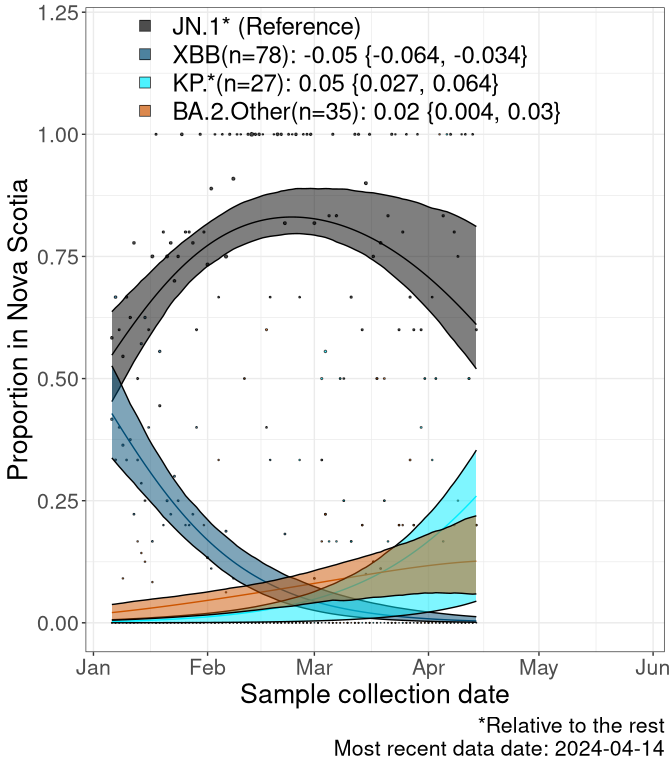 JN.1* (Reference)
XBB(n=78): -0.05 {-0.064, -0.034}
KP.*(n=27): 0.05 {0.027, 0.064}
BA.2.Other(n=35): 0.02 {0.004, 0.03}
1.25
1.00
0.75
0.50
0.25
0.00
Proportion in Nova Scotia
Jan Feb Mar Apr May Jun
Sample collection date
*Relative to the rest
Most recent data date: 2024-04-14